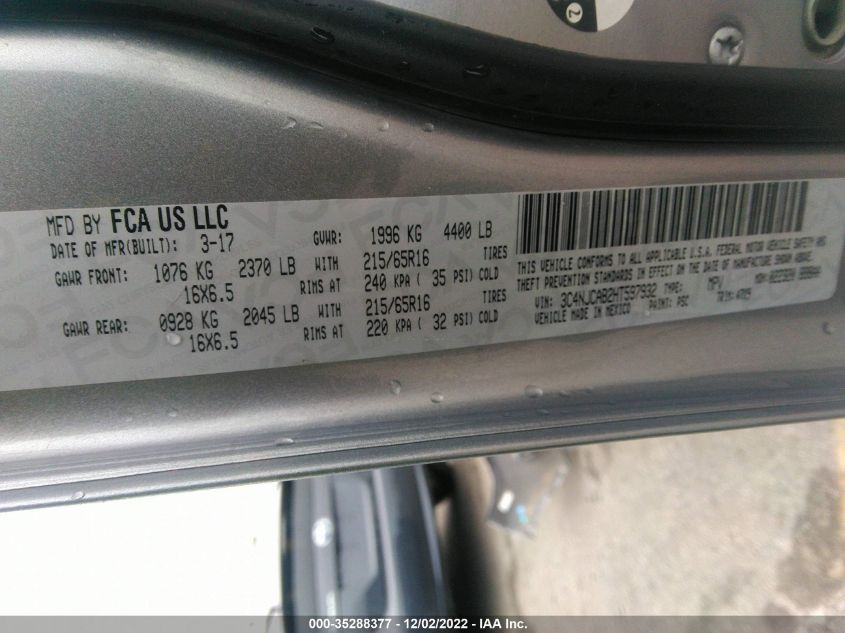 2
MFD BY FCA US LLC
DATE OF MFR(BUILT): 3-17 GVWR: 1996 KG 4400 LB
GAWR FRONT: 1076 KG 2370 LB WITH 215/65R16 TIRES
16X6.5 RIMS AT 240 KPA ( 35 PSI) COLD
GAWR REAR: 0928 KG 2045 LB WITH 215/65R16 TIRES
16X6.5 RIMS AT 220 KPA ( 32 PSI) COLD
THIS VEHICLE CONFORMS TO ALL APPLICABLE U.S.A. FEDERAL MOTOR VEHICLE SAFETY AND
THEFT PREVENTION STANDARDS IN EFFECT ON THE DATE OF MANUFACTURE SHOWN ABOVE.
VIN: 3C4NJCAB2HT597932 TYPE: MPV MDH:
VEHICLE MADE IN MEXICO PAINT: PSC TRIM:
000-35288377 - 12/02/2022 - IAA Inc.